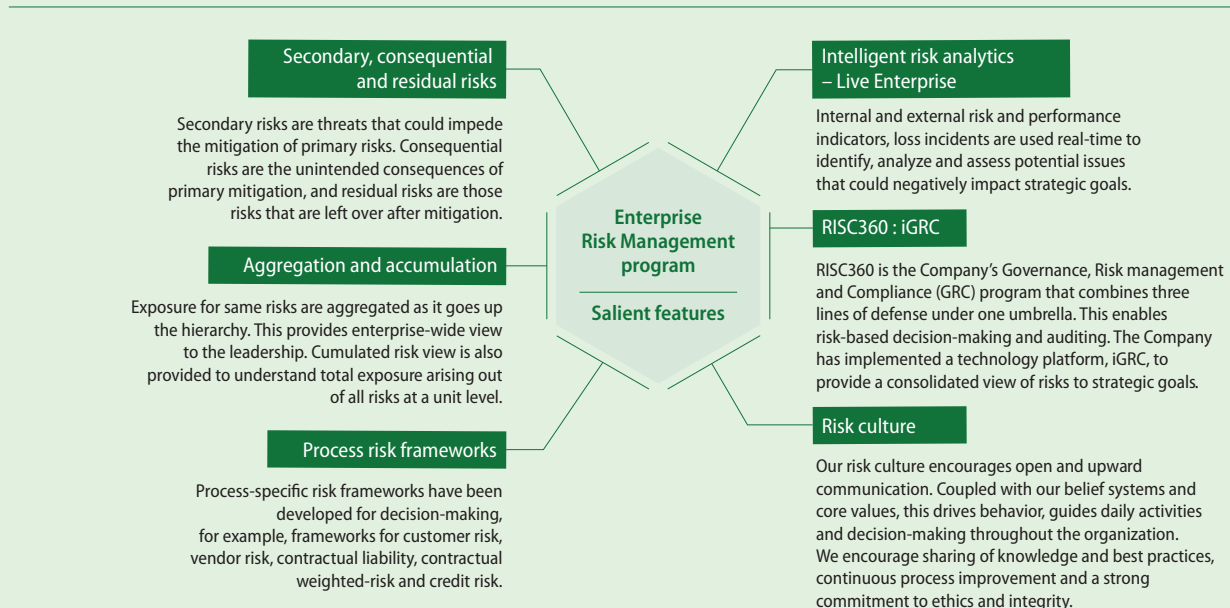 Secondary, consequential
and residual risks
Secondary risks are threats that could impede
the mitigation of primary risks. Consequential
risks are the unintended consequences of
primary mitigation, and residual risks are those
risks that are left over after mitigation.
Aggregation and accumulation
Exposure for same risks are aggregated as it goes up
the hierarchy. This provides enterprise-wide view
to the leadership. Cumulated risk view is also
provided to understand total exposure arising out
of all risks at a unit level.
Process risk frameworks
Process-specific risk frameworks have been
developed for decision-making,
for example, frameworks for customer risk,
vendor risk, contractual liability, contractual
weighted-risk and credit risk.
Enterprise
Risk Management
program
Salient features
Intelligent risk analytics
– Live Enterprise
Internal and external risk and performance
indicators, loss incidents are used real-time to
identify, analyze and assess potential issues
that could negatively impact strategic goals.
RISC360 : iGRC
RISC360 is the Company’s Governance, Risk management
and Compliance (GRC) program that combines three
lines of defense under one umbrella. This enables
risk-based decision-making and auditing. The Company
has implemented a technology platform, iGRC, to
provide a consolidated view of risks to strategic goals.
Risk culture
Our risk culture encourages open and upward
communication. Coupled with our belief systems and
core values, this drives behavior, guides daily activities
and decision-making throughout the organization.
We encourage sharing of knowledge and best practices,
continuous process improvement and a strong
commitment to ethics and integrity.